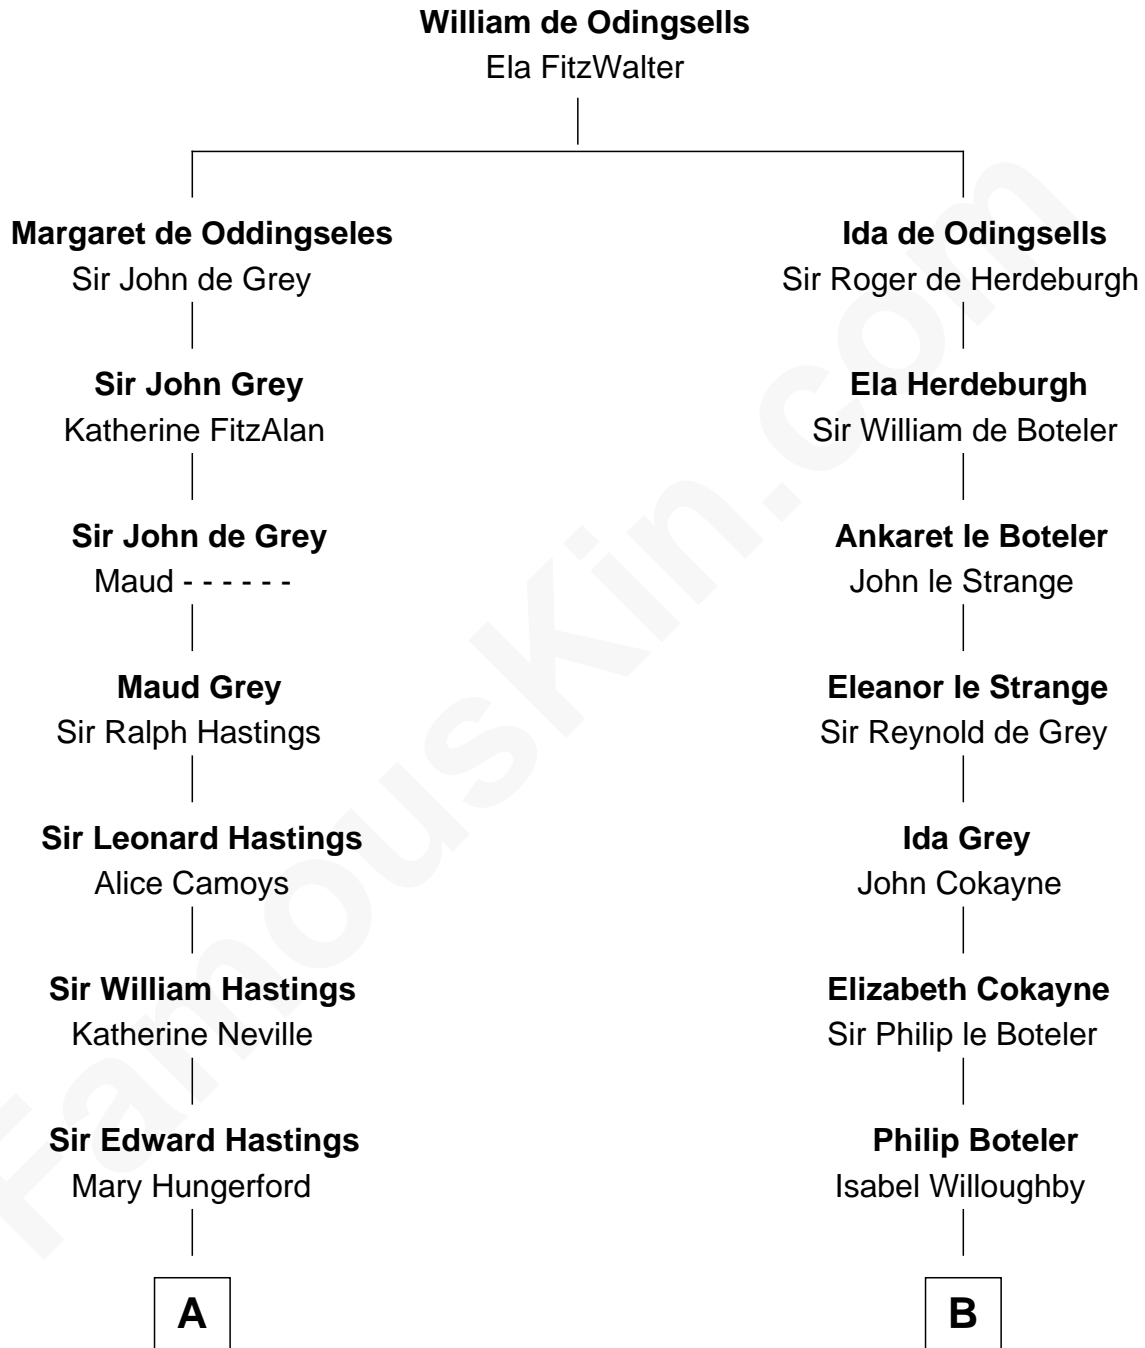 William de Odingsells
Ela FitzWalter
Margaret de Oddingseles
Sir John de Grey
Sir John Grey
Katherine FitzAlan
Sir John de Grey
Maud - - - - - -
Maud Grey
Sir Ralph Hastings
Sir Leonard Hastings
Alice Camoys
Sir William Hastings
Katherine Neville
Sir Edward Hastings
Mary Hungerford
A
Ida de Odingsells
Sir Roger de Herdeburgh
Ela Herdeburgh
Sir William de Boteler
Ankaret le Boteler
John le Strange
Eleanor le Strange
Sir Reynold de Grey
Ida Grey
John Cokayne
Elizabeth Cokayne
Sir Philip le Boteler
Philip Boteler
Isabel Willoughby
B
FamousKin.com